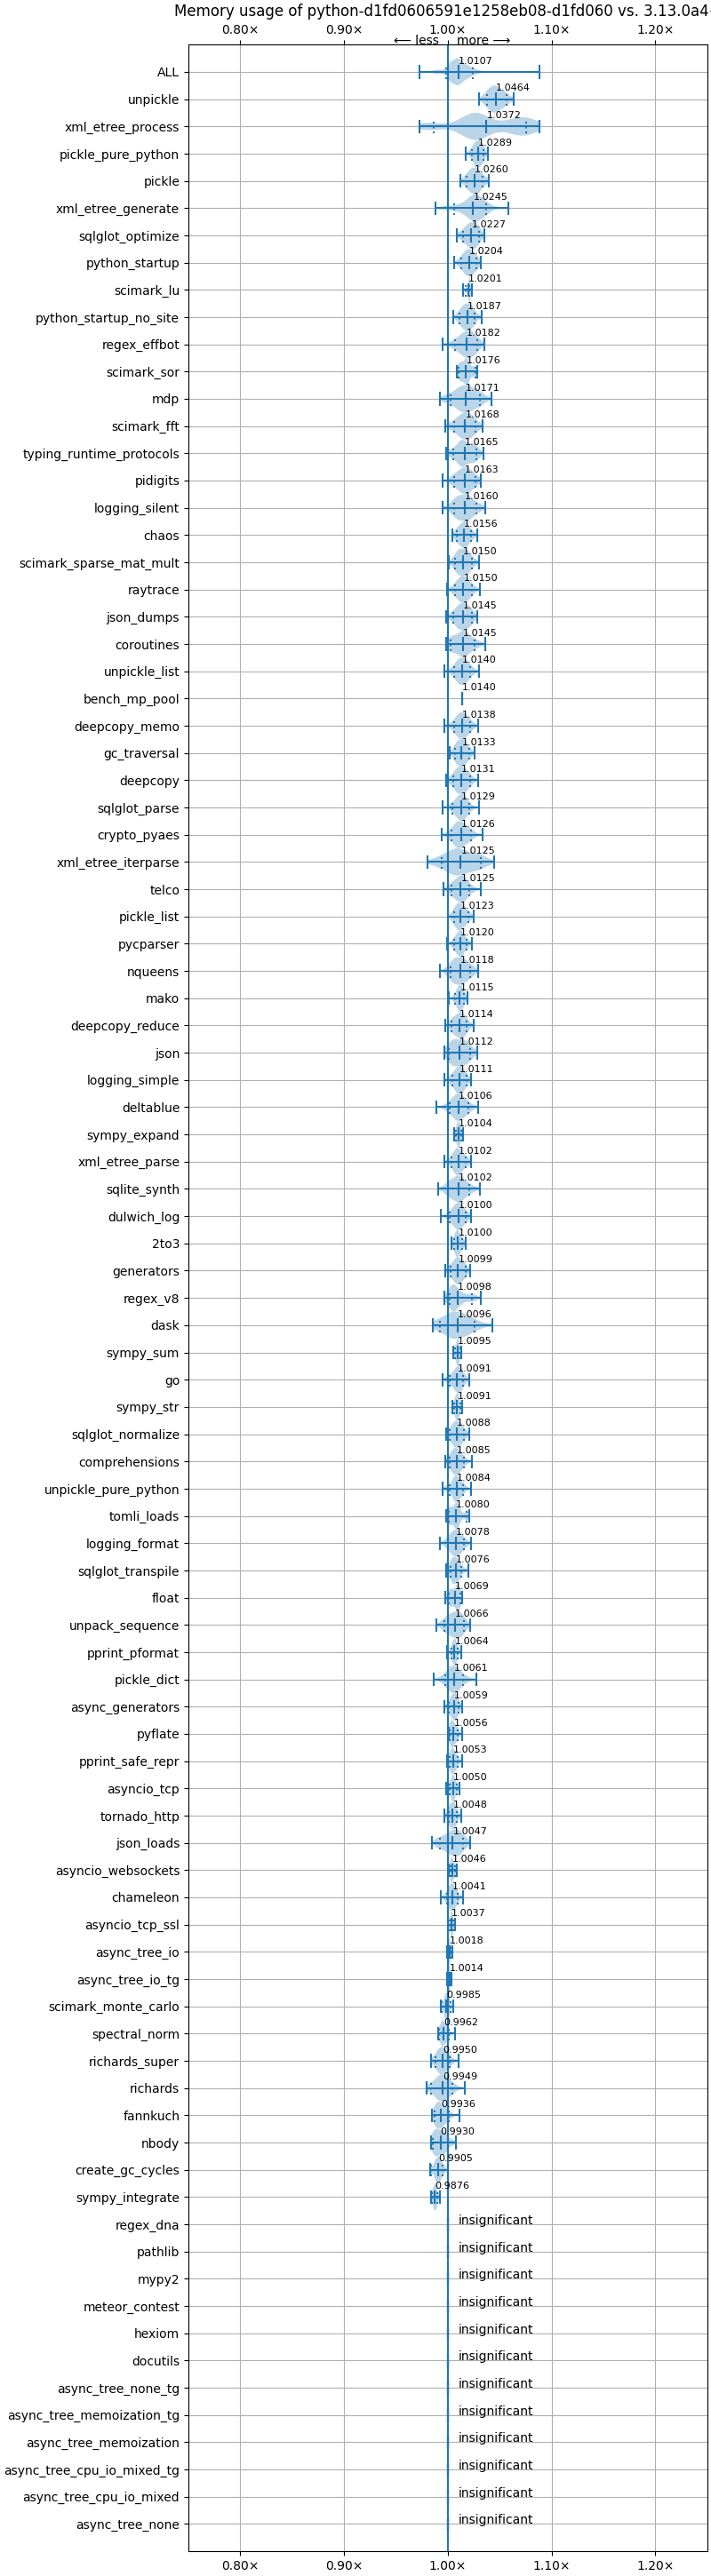 Memory usage of python-d1fd0606591e1258eb08-d1fd060 vs. 3.13.0a4-
0.80× 0.90× 1.00× 1.10× 1.20×
⟵ less more ⟶
ALL 1.0107
unpickle 1.0464
xml_etree_process 1.0372
pickle_pure_python 1.0289
pickle 1.0260
xml_etree_generate 1.0245
sqlglot_optimize 1.0227
python_startup 1.0204
scimark_lu 1.0201
python_startup_no_site 1.0187
regex_effbot 1.0182
scimark_sor 1.0176
mdp 1.0171
scimark_fft 1.0168
typing_runtime_protocols 1.0165
pidigits 1.0163
logging_silent 1.0160
chaos 1.0156
scimark_sparse_mat_mult 1.0150
raytrace 1.0150
json_dumps 1.0145
coroutines 1.0145
unpickle_list 1.0140
bench_mp_pool 1.0140
deepcopy_memo 1.0138
gc_traversal 1.0133
deepcopy 1.0131
sqlglot_parse 1.0129
crypto_pyaes 1.0126
xml_etree_iterparse 1.0125
telco 1.0125
pickle_list 1.0123
pycparser 1.0120
nqueens 1.0118
mako 1.0115
deepcopy_reduce 1.0114
json 1.0112
logging_simple 1.0111
deltablue 1.0106
sympy_expand 1.0104
xml_etree_parse 1.0102
sqlite_synth 1.0102
dulwich_log 1.0100
2to3 1.0100
generators 1.0099
regex_v8 1.0098
dask 1.0096
sympy_sum 1.0095
go 1.0091
sympy_str 1.0091
sqlglot_normalize 1.0088
comprehensions 1.0085
unpickle_pure_python 1.0084
tomli_loads 1.0080
logging_format 1.0078
sqlglot_transpile 1.0076
float 1.0069
unpack_sequence 1.0066
pprint_pformat 1.0064
pickle_dict 1.0061
async_generators 1.0059
pyflate 1.0056
pprint_safe_repr 1.0053
asyncio_tcp 1.0050
tornado_http 1.0048
json_loads 1.0047
asyncio_websockets 1.0046
chameleon 1.0041
asyncio_tcp_ssl 1.0037
async_tree_io 1.0018
async_tree_io_tg 1.0014
scimark_monte_carlo 0.9985
spectral_norm 0.9962
richards_super 0.9950
richards 0.9949
fannkuch 0.9936
nbody 0.9930
create_gc_cycles 0.9905
sympy_integrate 0.9876
regex_dna insignificant
pathlib insignificant
mypy2 insignificant
meteor_contest insignificant
hexiom insignificant
docutils insignificant
async_tree_none_tg insignificant
async_tree_memoization_tg insignificant
async_tree_memoization insignificant
async_tree_cpu_io_mixed_tg insignificant
async_tree_cpu_io_mixed insignificant
async_tree_none insignificant
0.80× 0.90× 1.00× 1.10× 1.20×